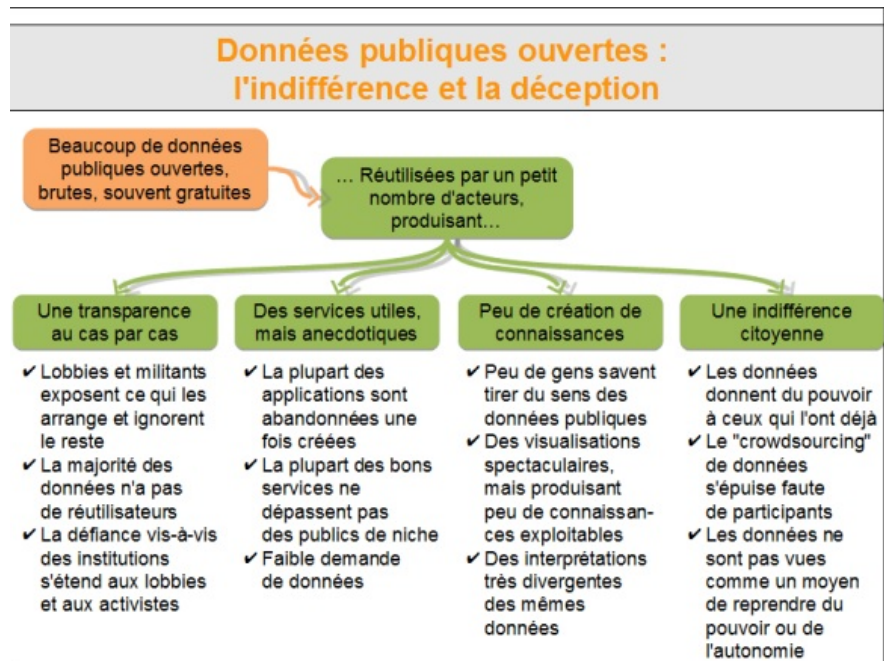 Données publiques ouvertes :
l'indifférence et la déception
Beaucoup de données
publiques ouvertes,
brutes, souvent gratuites
... Réutilisées par un petit
nombre d'acteurs,
produisant...
Une transparence
au cas par cas
✔ Lobbies et militants
exposent ce qui les
arrange et ignorent
le reste
✔ La majorité des
données n'a pas
de réutilisateurs
✔ La défiance vis-à-vis
des institutions
s'étend aux lobbies
et aux activistes
Des services utiles,
mais anecdotiques
✔ La plupart des
applications sont
abandonnées une
fois créées
✔ La plupart des bons
services ne
dépassent pas
des publics de niche
✔ Faible demande
de données
Peu de création de
connaissances
✔ Peu de gens savent
tirer du sens des
données publiques
✔ Des visualisations
spectaculaires,
mais produisant
peu de connaissan-
ces exploitables
✔ Des interprétations
très divergentes
des mêmes
données
Une indifférence
citoyenne
✔ Les données
donnent du pouvoir
à ceux qui l'ont déjà
✔ Le "crowdsourcing"
de données
s'épuise faute
de participants
✔ Les données ne
sont pas vues
comme un moyen
de reprendre du
pouvoir ou de
l'autonomie